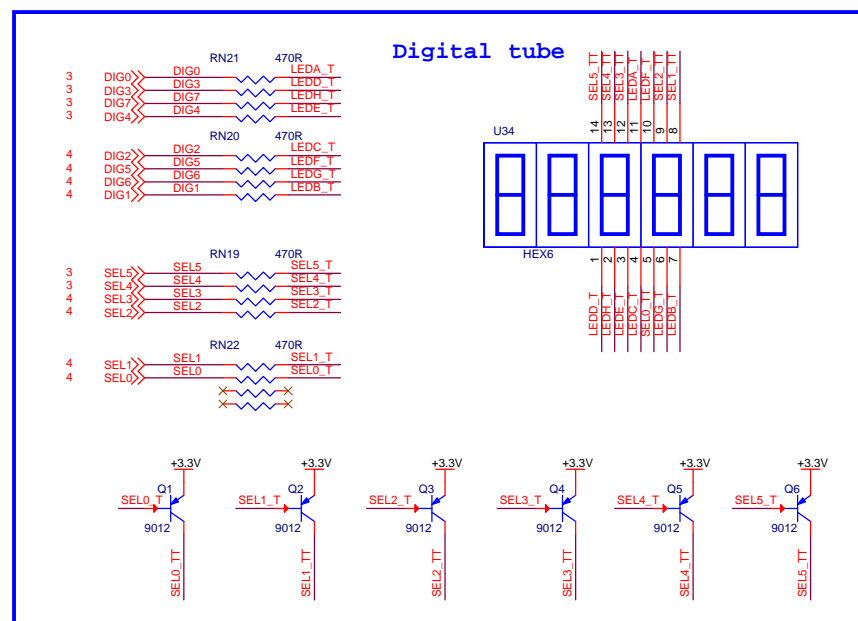 Digital tube
RN21 470R
3 DIG0 DIG0 LEDA_T
3 DIG3 DIG3 LEDD_T
3 DIG7 DIG7 LEDH_T
3 DIG4 DIG4 LEDE_T
RN20 470R
4 DIG2 DIG2 LEDC_T
4 DIG5 DIG5 LEDF_T
4 DIG6 DIG6 LEDG_T
4 DIG1 DIG1 LEDB_T
RN19 470R
3 SEL5 SEL5 SEL5_T
3 SEL4 SEL4 SEL4_T
4 SEL3 SEL3 SEL3_T
4 SEL2 SEL2 SEL2_T
RN22 470R
4 SEL1 SEL1 SEL1_T
4 SEL0 SEL0 SEL0_T
SEL5_TT
SEL4_TT
SEL3_TT
LEDA_T
LEDF_T
SEL2_TT
SEL1_TT
14 13 12 11 10 9 8
U34
HEX6
1 2 3 4 5 6 7
LEDD_T
LEDH_T
LEDE_T
LEDC_T
SEL0_TT
LEDG_T
LEDB_T
+3.3V +3.3V +3.3V +3.3V +3.3V +3.3V
Q1 Q2 Q3 Q4 Q5 Q6
SEL0_T SEL1_T SEL2_T SEL3_T SEL4_T SEL5_T
9012 9012 9012 9012 9012 9012
SEL0_TT
SEL1_TT
SEL2_TT
SEL3_TT
SEL4_TT
SEL5_TT